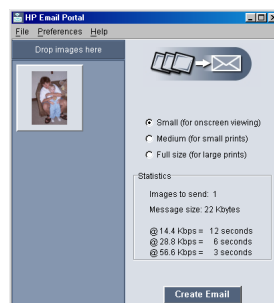 HP Email Portal
File Preferences Help
Drop images here
Small (for onscreen viewing)
Medium (for small prints)
Full size (for large prints)
Statistics
Images to send: 1
Message size: 22 Kbytes
@ 14.4 Kbps = 12 seconds
@ 28.8 Kbps = 6 seconds
@ 56.6 Kbps = 3 seconds
Create Email